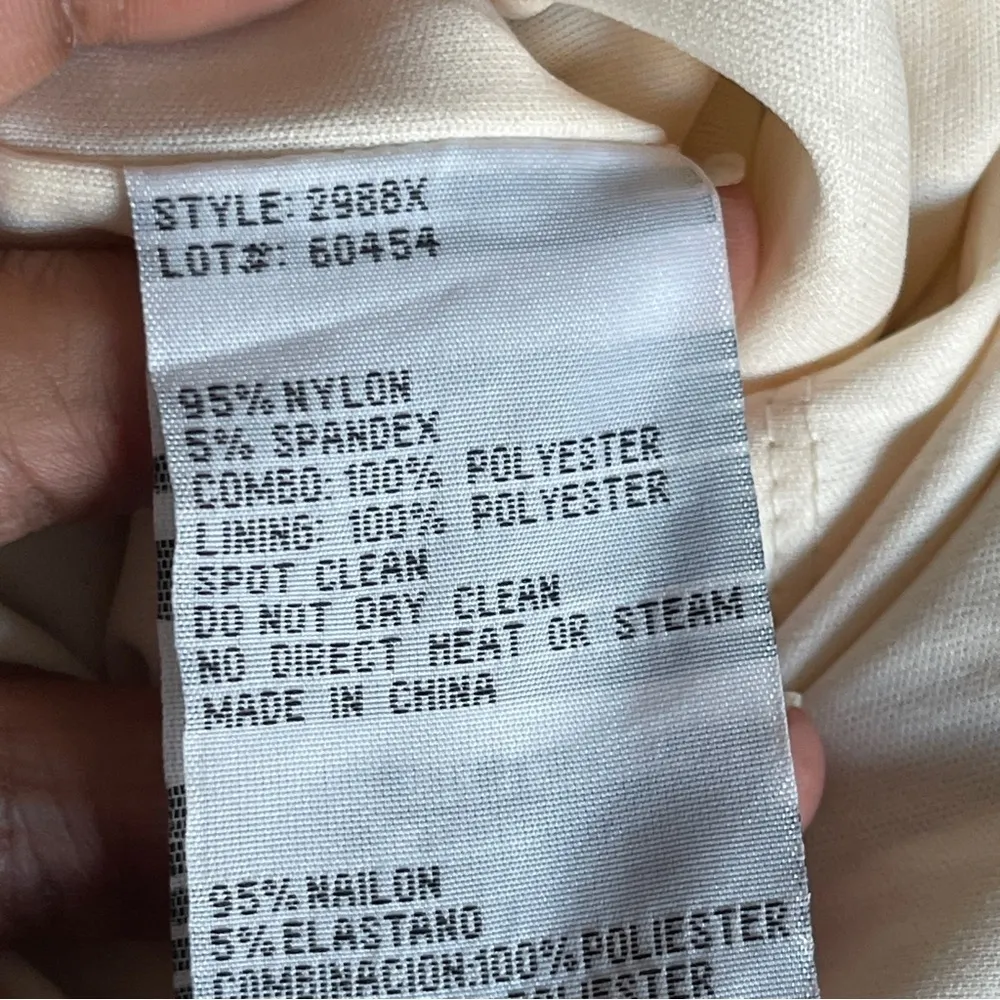 STYLE: 2988X
LOT#: 60454
95% NYLON
5% SPANDEX
COMBO: 100% POLYESTER
LINING: 100% POLYESTER
SPOT CLEAN
DO NOT DRY CLEAN
NO DIRECT HEAT OR STEAM
MADE IN CHINA
95% NAILON
5% ELASTANO
COMBINACION:100% POLIESTER
POLIESTER